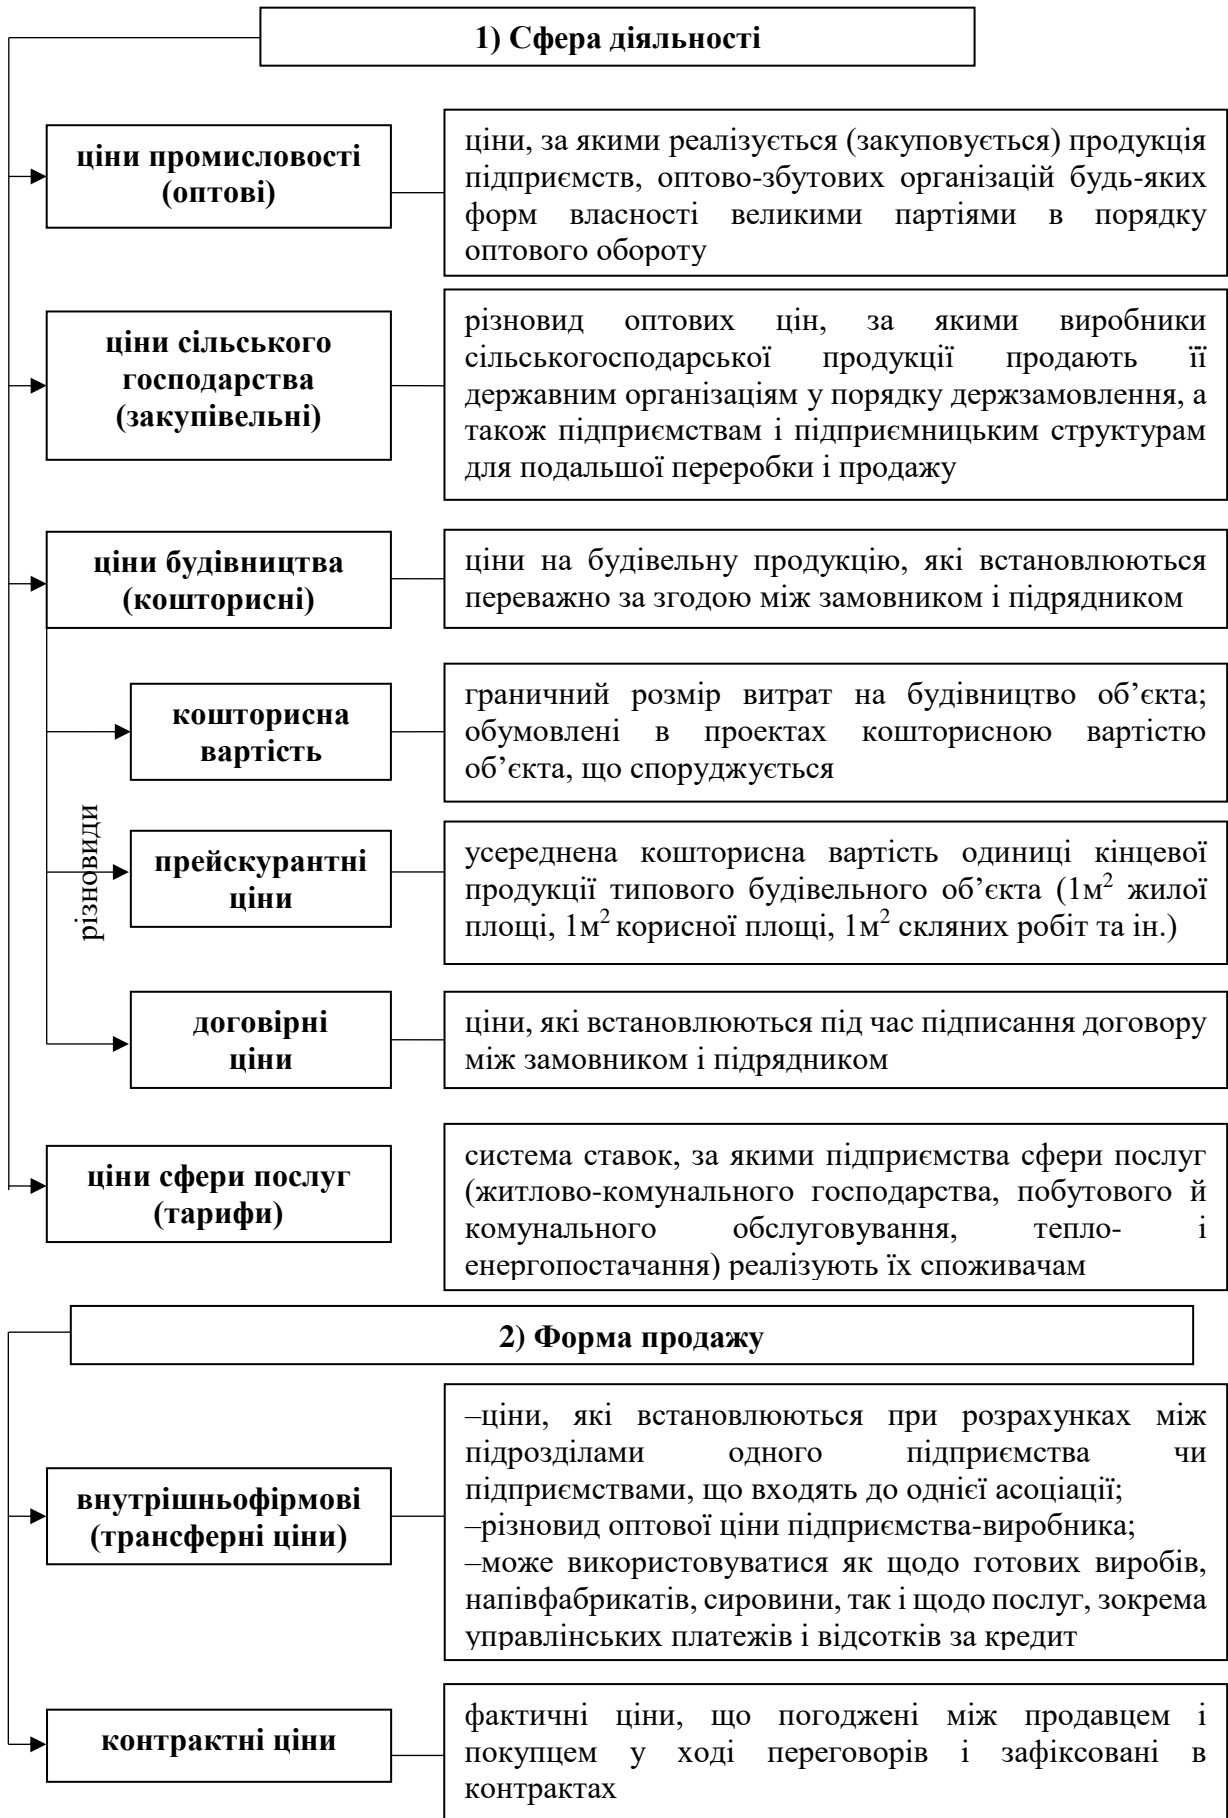 1) Сфера діяльності
ціни промисловості
(оптові)
ціни, за якими реалізується (закуповується) продукція
підприємств, оптово-збутових організацій будь-яких
форм власності великими партіями в порядку
оптового обороту
ціни сільського
господарства
(закупівельні)
різновид оптових цін, за якими виробники
сільськогосподарської продукції продають її
державним організаціям у порядку держзамовлення, а
також підприємствам і підприємницьким структурам
для подальшої переробки і продажу
ціни будівництва
(кошторисні)
ціни на будівельну продукцію, які встановлюються
переважно за згодою між замовником і підрядником
різновиди
кошторисна
вартість
граничний розмір витрат на будівництво об’єкта;
обумовлені в проектах кошторисною вартістю
об’єкта, що споруджується
прейскурантні
ціни
усереднена кошторисна вартість одиниці кінцевої
продукції типового будівельного об’єкта (1м² жилої
площі, 1м² корисної площі, 1м² скляних робіт та ін.)
договірні
ціни
ціни, які встановлюються під час підписання договору
між замовником і підрядником
ціни сфери послуг
(тарифи)
система ставок, за якими підприємства сфери послуг
(житлово-комунального господарства, побутового й
комунального обслуговування, тепло- і
енергопостачання) реалізують їх споживачам
2) Форма продажу
внутрішньофірмові
(трансферні ціни)
–ціни, які встановлюються при розрахунках між
підрозділами одного підприємства чи
підприємствами, що входять до однієї асоціації;
–різновид оптової ціни підприємства-виробника;
–може використовуватися як щодо готових виробів,
напівфабрикатів, сировини, так і щодо послуг, зокрема
управлінських платежів і відсотків за кредит
контрактні ціни
фактичні ціни, що погоджені між продавцем і
покупцем у ході переговорів і зафіксовані в
контрактах